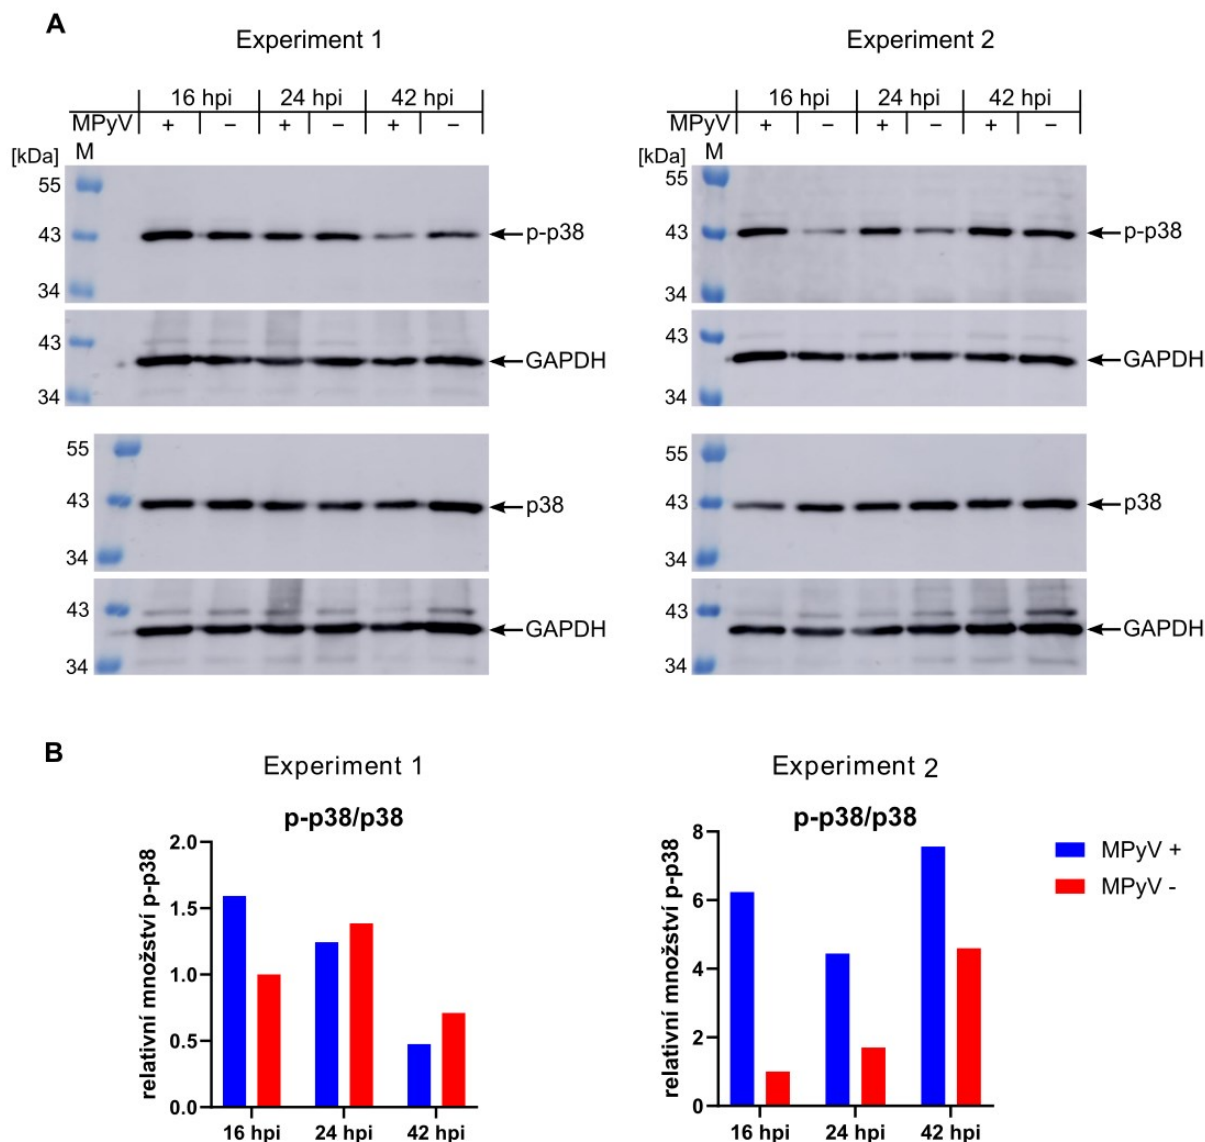 A
Experiment 1
Experiment 2
16 hpi 24 hpi 42 hpi
MPyV + – + – + –
[kDa] M
55
43
34
p-p38
43
34
GAPDH
55
43
34
p38
43
34
GAPDH
16 hpi 24 hpi 42 hpi
MPyV + – + – + –
[kDa] M
55
43
34
p-p38
43
34
GAPDH
55
43
34
p38
43
34
GAPDH
B
Experiment 1
p-p38/p38
relativní množství p-p38
2.0
1.5
1.0
0.5
0.0
16 hpi 24 hpi 42 hpi
Experiment 2
p-p38/p38
relativní množství p-p38
8
6
4
2
0
16 hpi 24 hpi 42 hpi
MPyV +
MPyV -